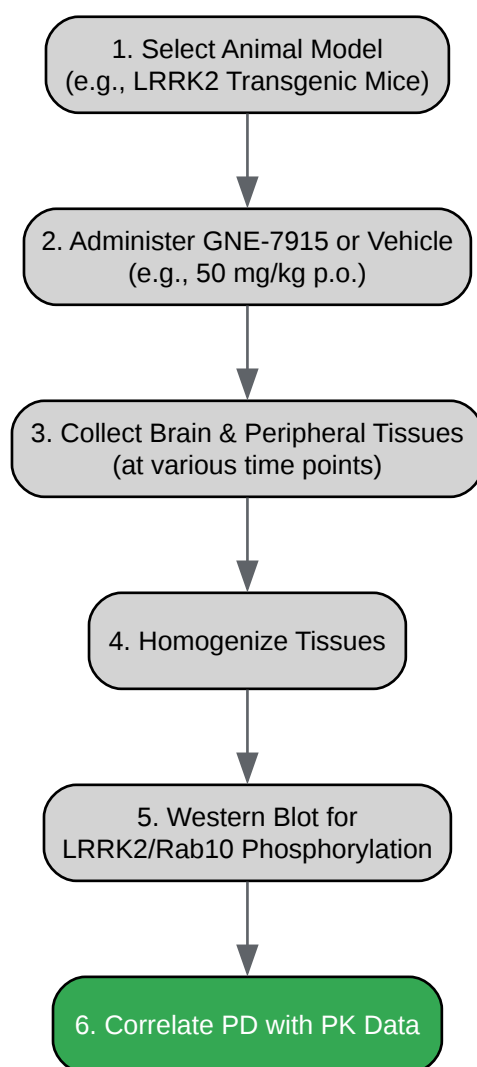 1. Select Animal Model
(e.g., LRRK2 Transgenic Mice)
2. Administer GNE-7915 or Vehicle
(e.g., 50 mg/kg p.o.)
3. Collect Brain & Peripheral Tissues
(at various time points)
4. Homogenize Tissues
5. Western Blot for
LRRK2/Rab10 Phosphorylation
6. Correlate PD with PK Data